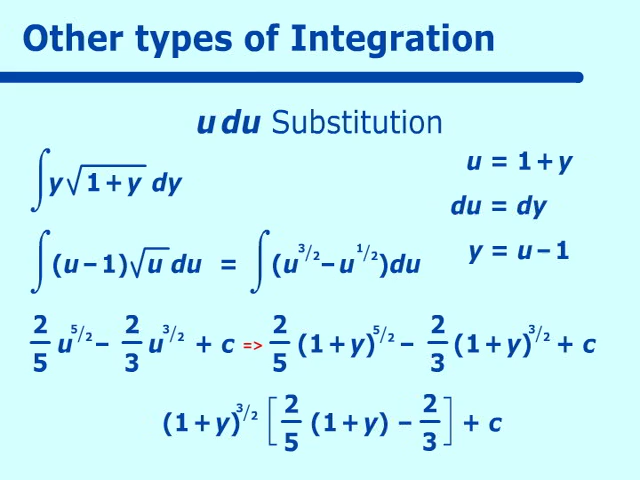 Other types of Integration
u du Substitution
∫y√(1+y) dy
u = 1+y
du = dy
∫(u−1)√u du = ∫(u^3/2−u^1/2)du
y = u−1
2/5 u^5/2− 2/3 u^3/2 + c => 2/5 (1+y)^5/2− 2/3 (1+y)^3/2 + c
(1+y)^3/2 [2/5 (1+y) − 2/3] + c